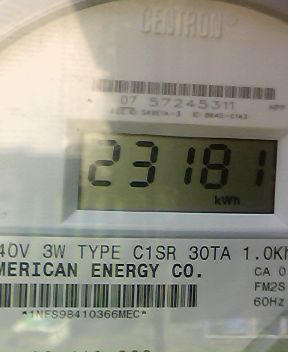 CENTRON®
07 57245311
23181
kWh
40V 3W TYPE C1SR 30TA 1.0Kh
MERICAN ENERGY CO.
CA 0
FM2S
60Hz
*1NFS98410366MEC*